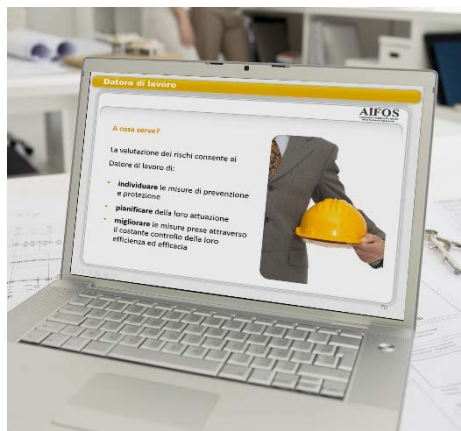 Datore di lavoro
AIFOS
A cosa serve?
La valutazione dei rischi consente al
Datore di lavoro di:
individuare le misure di prevenzione
e protezione
pianificare della loro attuazione
migliorare le misure prese attraverso
il costante controllo della loro
efficienza ed efficacia